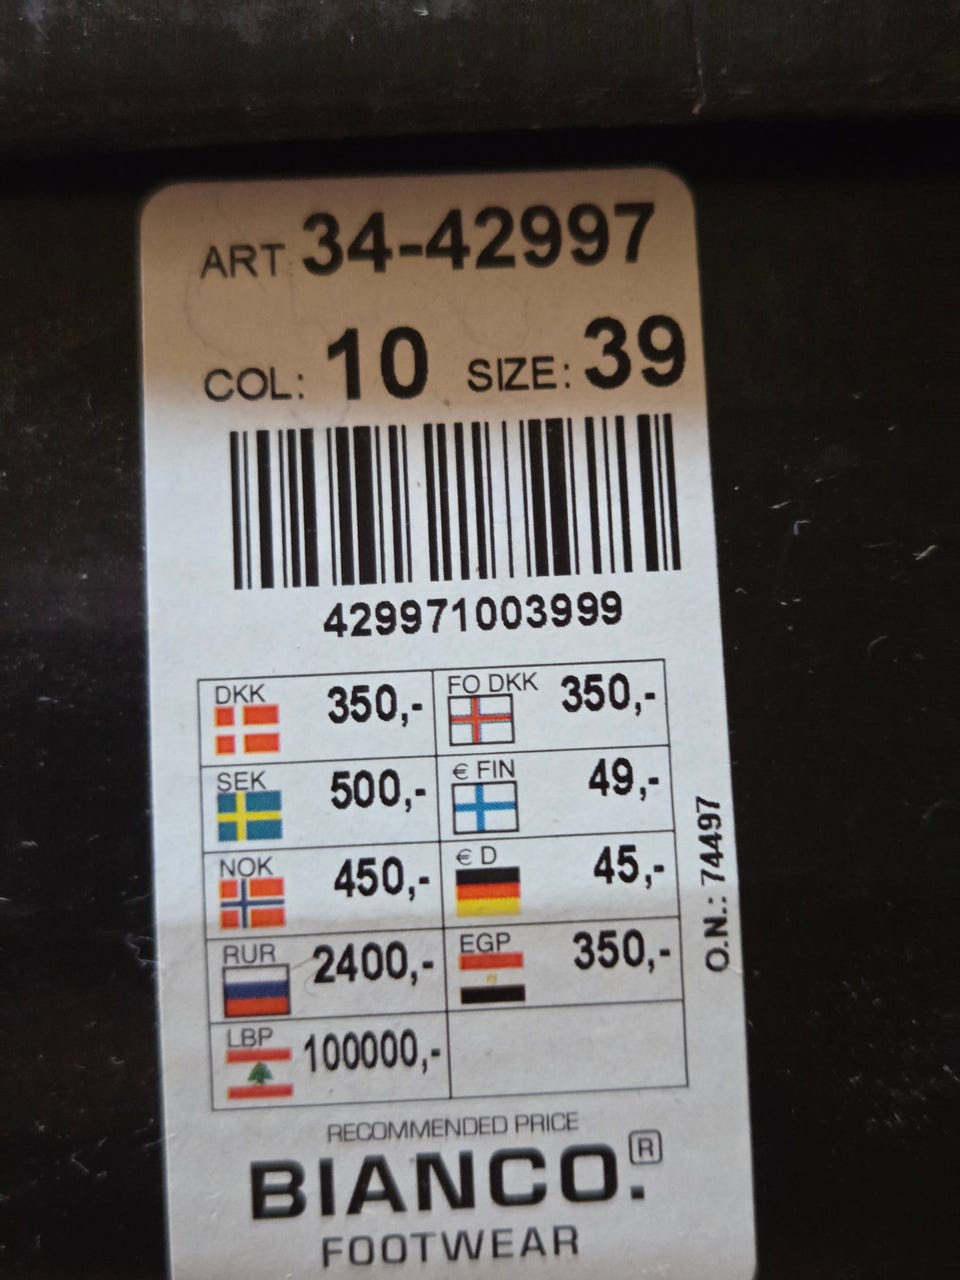 ART 34-42997
COL: 10 SIZE: 39
429971003999
DKK 350,- FO DKK 350,-
SEK 500,- € FIN 49,-
NOK 450,- € D 45,-
RUR 2400,- EGP 350,-
LBP 100000,-
O.N.: 74497
RECOMMENDED PRICE
BIANCO.®
FOOTWEAR